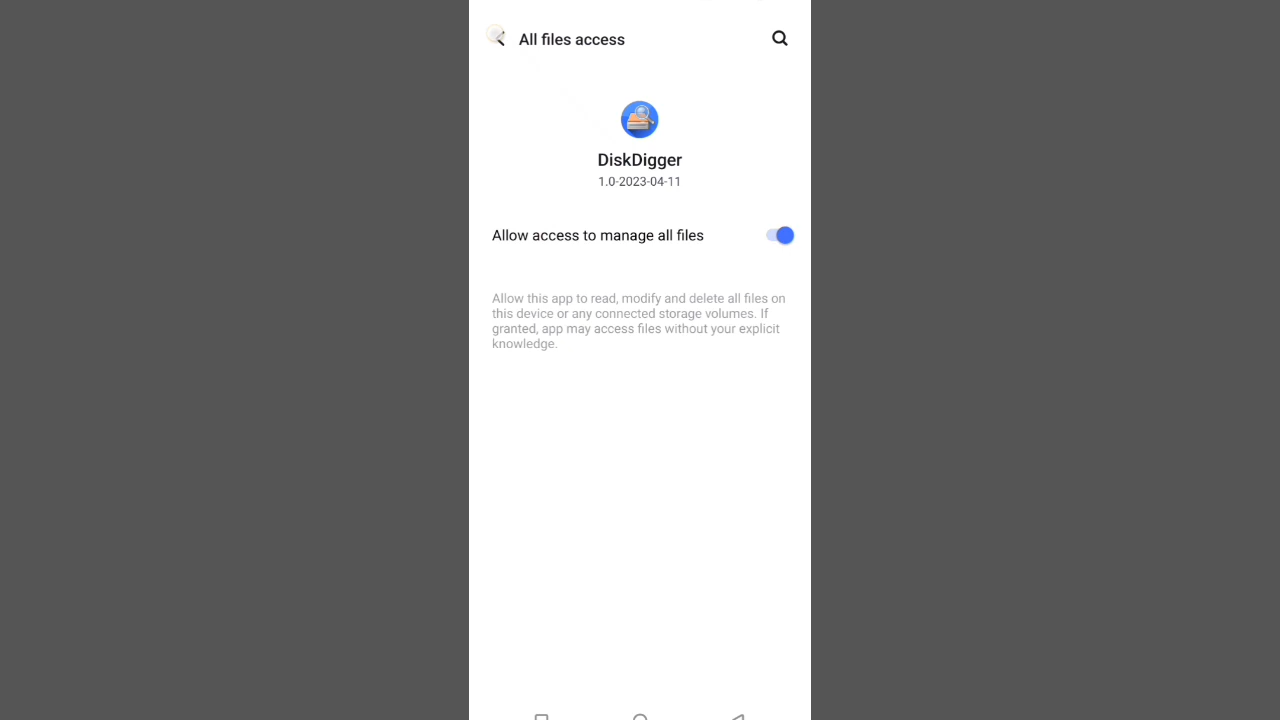 All files access
DiskDigger
1.0-2023-04-11
Allow access to manage all files
Allow this app to read, modify and delete all files on
this device or any connected storage volumes. If
granted, app may access files without your explicit
knowledge.